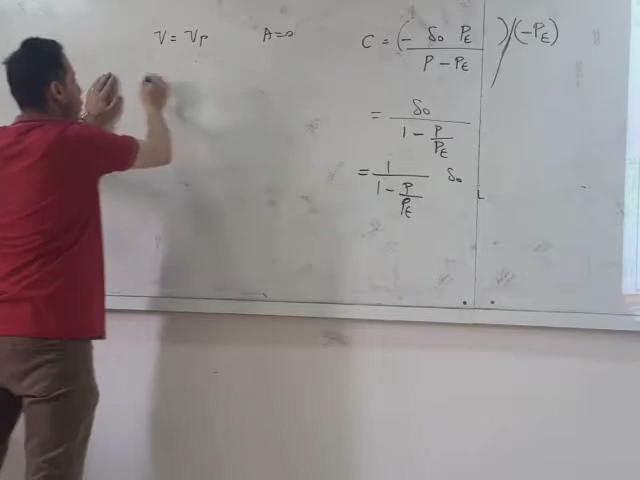 V = V_P A=0
C = (- δ₀ P_E / (P - P_E)) / (-P_E)
= δ₀ / (1 - P/P_E)
= 1 / (1 - P/P_E) δ₀